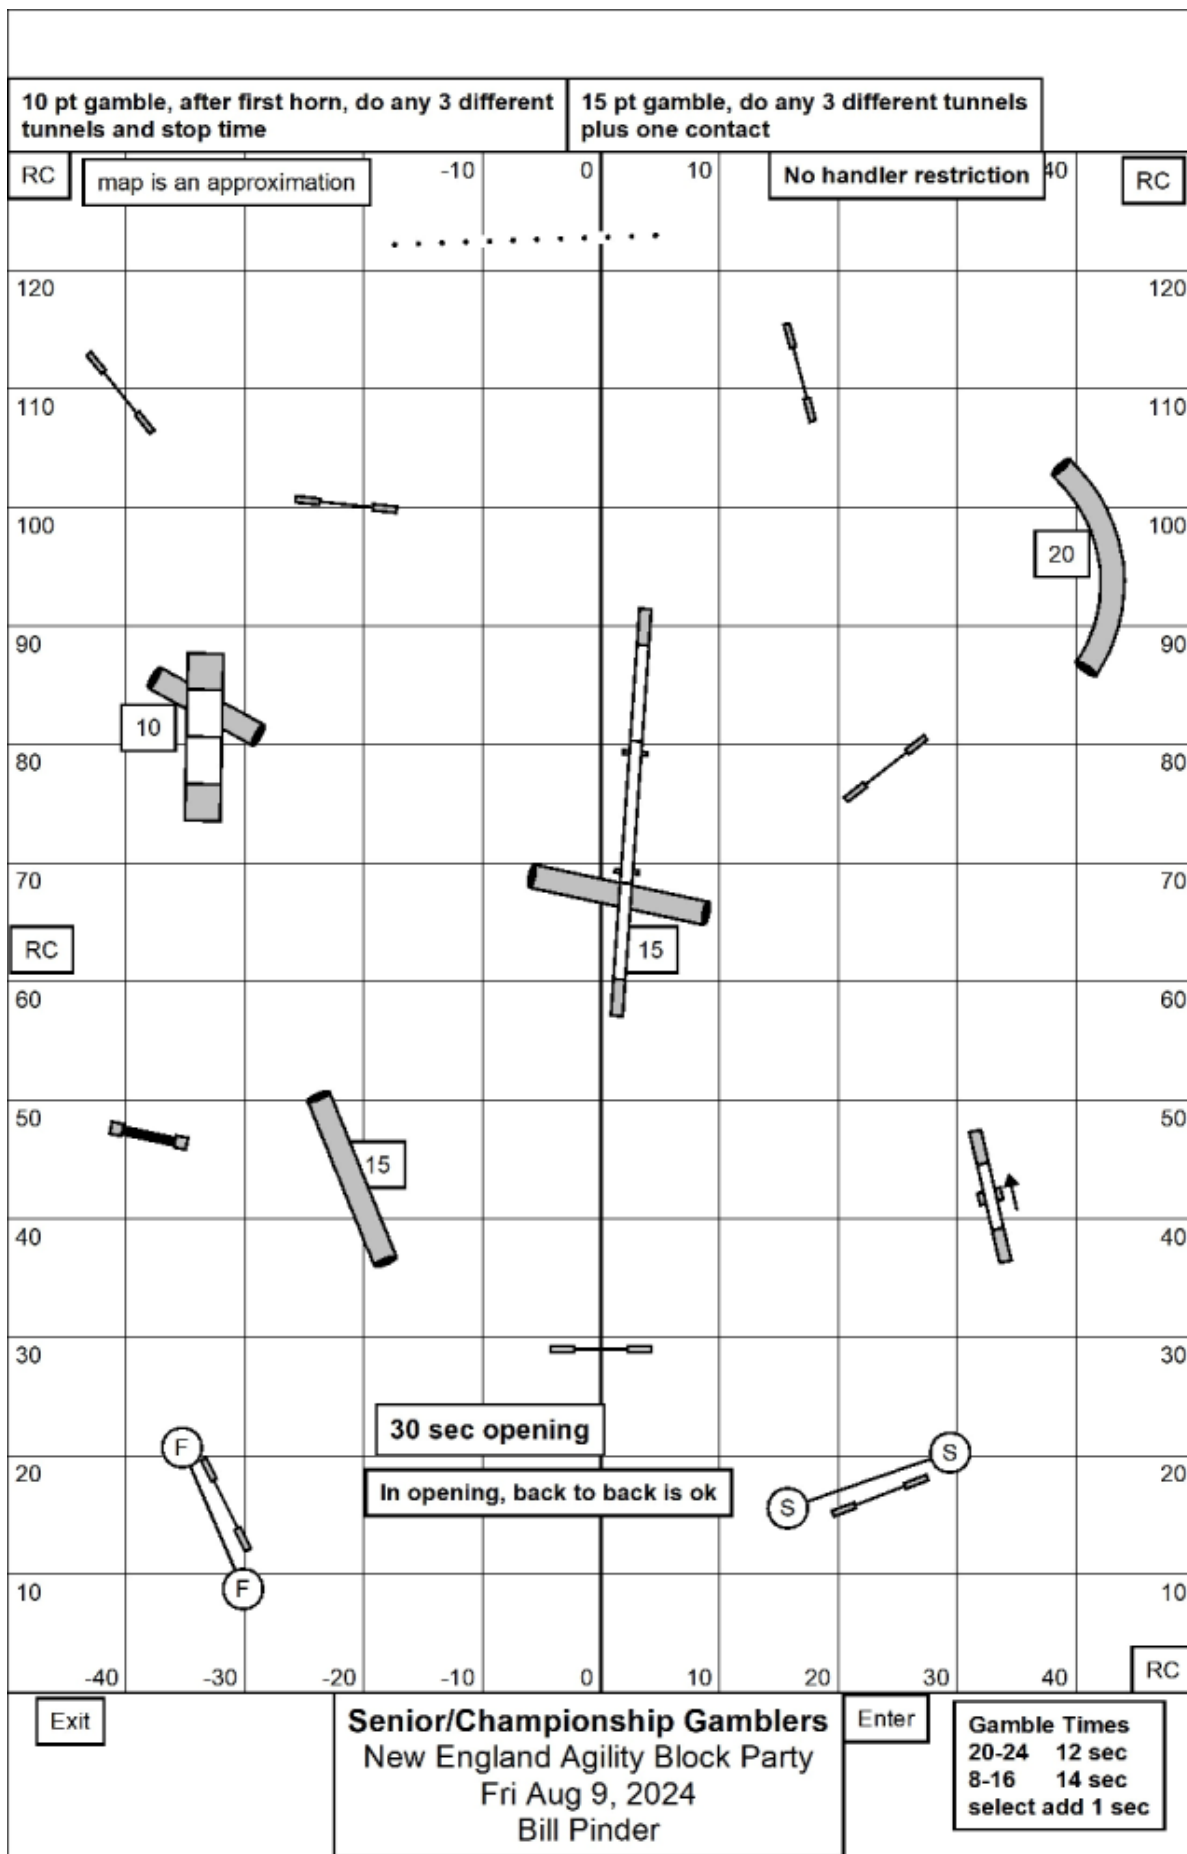 10 pt gamble, after first horn, do any 3 different
tunnels and stop time
15 pt gamble, do any 3 different tunnels
plus one contact
RC
map is an approximation
-10
0
10
No handler restriction
40
RC
120
120
110
110
100
100
20
90
90
10
80
80
70
70
RC
15
60
60
50
50
15
40
40
30
30
30 sec opening
F
S
20
20
In opening, back to back is ok
S
F
10
10
-40
-30
-20
-10
0
10
20
30
40
RC
Exit
Senior/Championship Gamblers
New England Agility Block Party
Fri Aug 9, 2024
Bill Pinder
Enter
Gamble Times
20-24 12 sec
8-16 14 sec
select add 1 sec